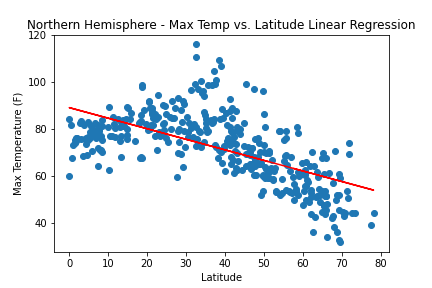 Northern Hemisphere - Max Temp vs. Latitude Linear Regression
120
100
80
60
40
Max Temperature (F)
0 10 20 30 40 50 60 70 80
Latitude